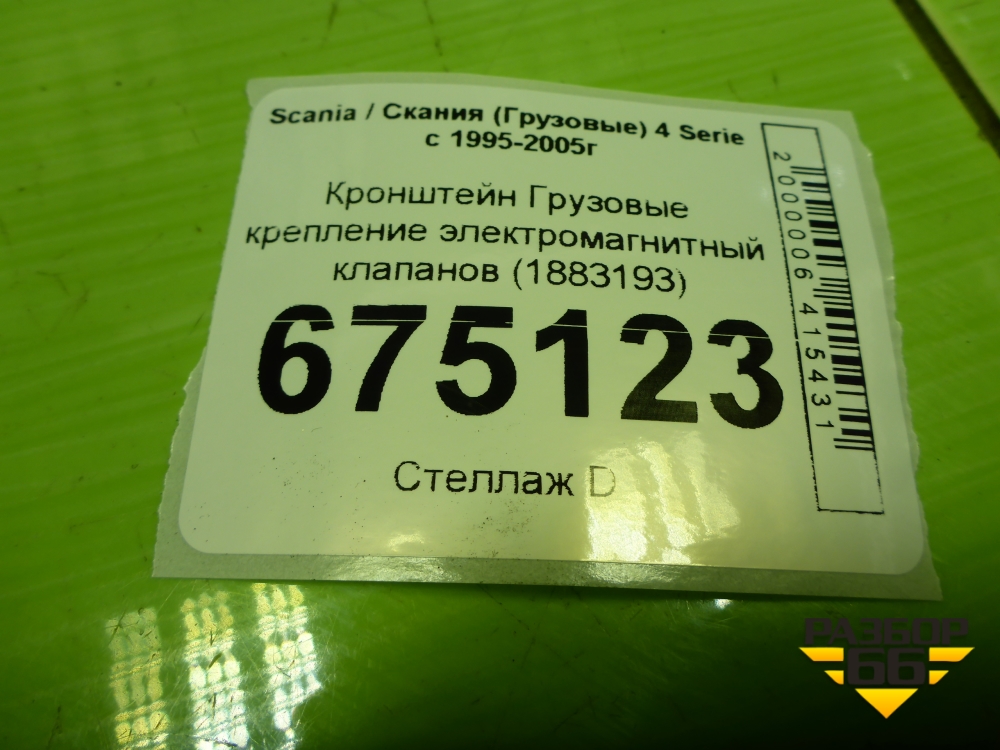 Scania / Скания (Грузовые) 4 Serie
с 1995-2005г
Кронштейн Грузовые
крепление электромагнитный
клапанов (1883193)
675123
Стеллаж D
2000006415431
РАЗБОР
66